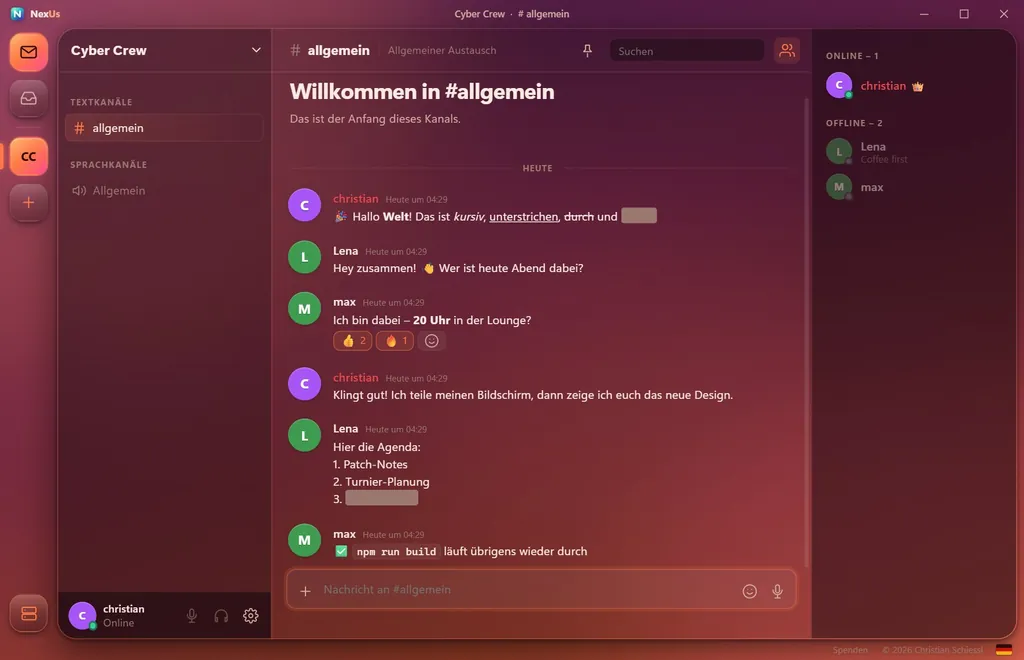 NexUs
Cyber Crew · # allgemein
Cyber Crew
# allgemein
Allgemeiner Austausch
Suchen
TEXTKANÄLE
# allgemein
SPRACHKANÄLE
Allgemein
CC
Willkommen in #allgemein
Das ist der Anfang dieses Kanals.
HEUTE
C
christian Heute um 04:29
🎉 Hallo Welt! Das ist kursiv, unterstrichen, durch und
L
Lena Heute um 04:29
Hey zusammen! 👋 Wer ist heute Abend dabei?
M
max Heute um 04:29
Ich bin dabei – 20 Uhr in der Lounge?
👍 2 🔥 1
C
christian Heute um 04:29
Klingt gut! Ich teile meinen Bildschirm, dann zeige ich euch das neue Design.
L
Lena Heute um 04:29
Hier die Agenda:
1. Patch-Notes
2. Turnier-Planung
3.
M
max Heute um 04:29
✅ npm run build läuft übrigens wieder durch
Nachricht an #allgemein
C
christian
Online
ONLINE – 1
C
christian 👑
OFFLINE – 2
L
Lena
Coffee first
M
max
Spenden
© 2026 Christian Schiessl